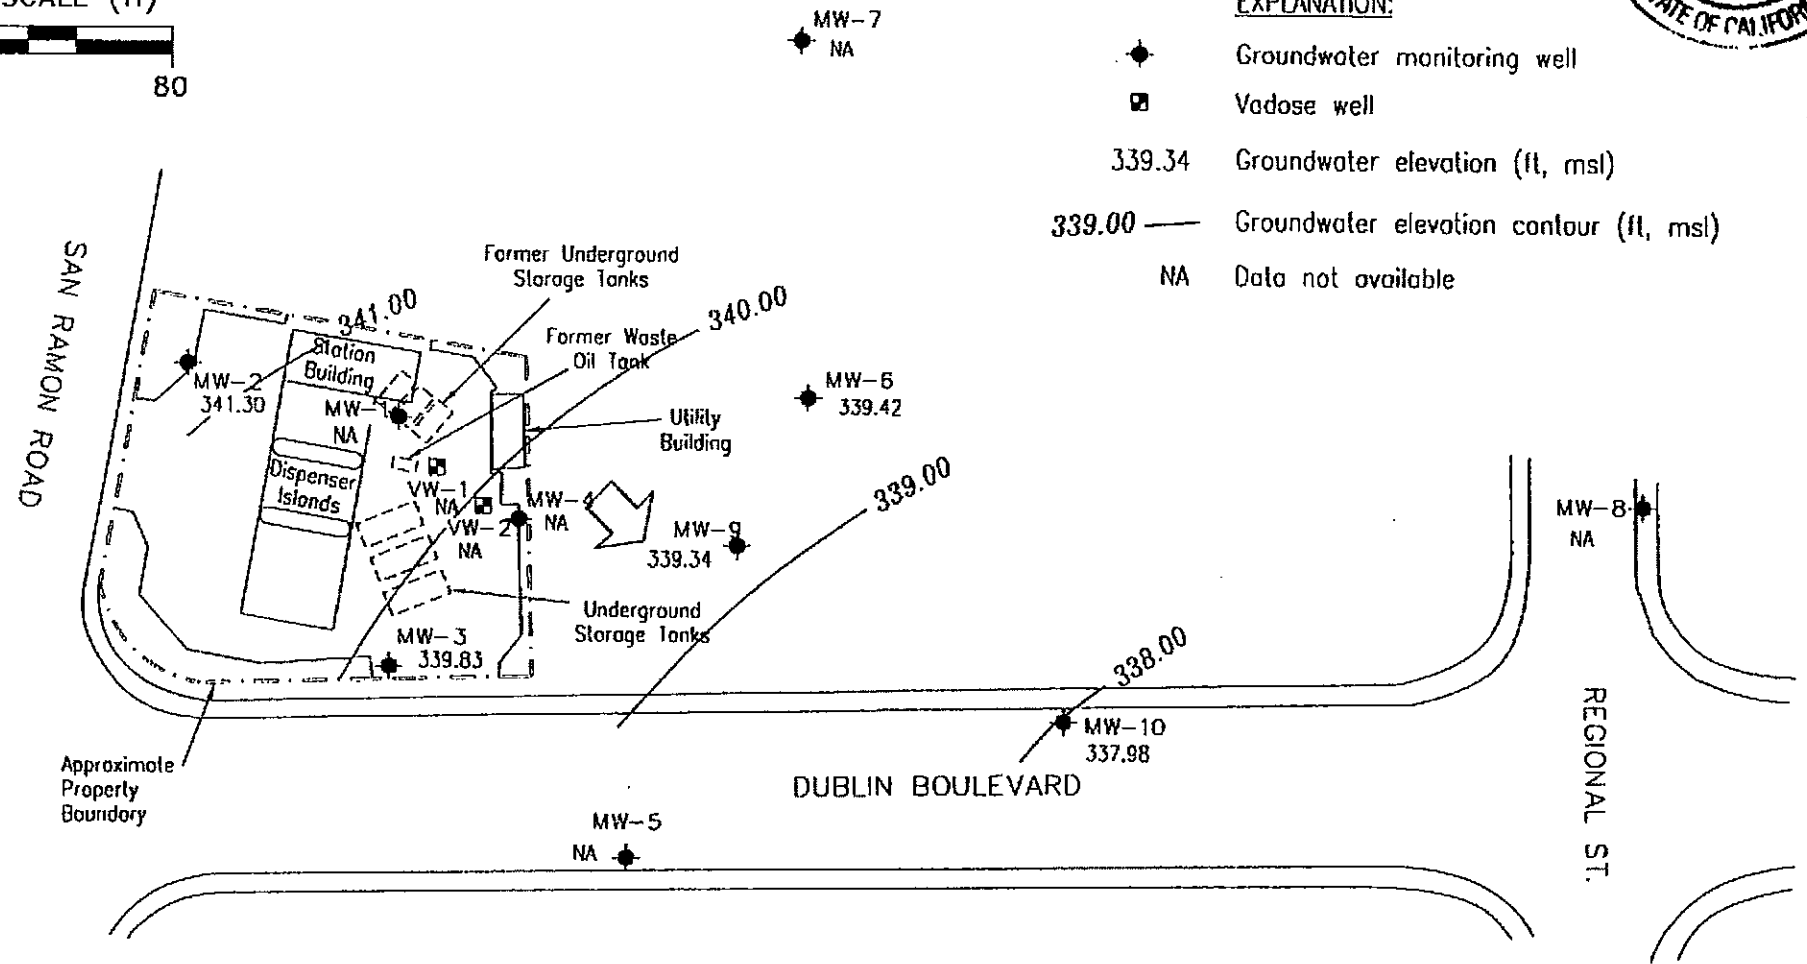 SCALE (ft)
80
MW-7
NA
EXPLANATION:
Groundwater monitoring well
Vadose well
339.34 Groundwater elevation (ft, msl)
339.00 Groundwater elevation contour (ft, msl)
NA Data not available
STATE OF CALIFOR
SAN RAMON ROAD
Former Underground
Storage Tanks
341.00
340.00
Former Waste
Oil Tank
Station
Building
MW-2
341.30
MW-1
NA
MW-6
339.42
Utility
Building
Dispenser
Islands
VW-1
NA
VW-2
NA
MW-4
NA
MW-9
339.34
339.00
MW-8
NA
Underground
Storage Tanks
MW-3
339.83
338.00
MW-10
337.98
Approximate
Property
Boundary
DUBLIN BOULEVARD
REGIONAL ST.
MW-5
NA